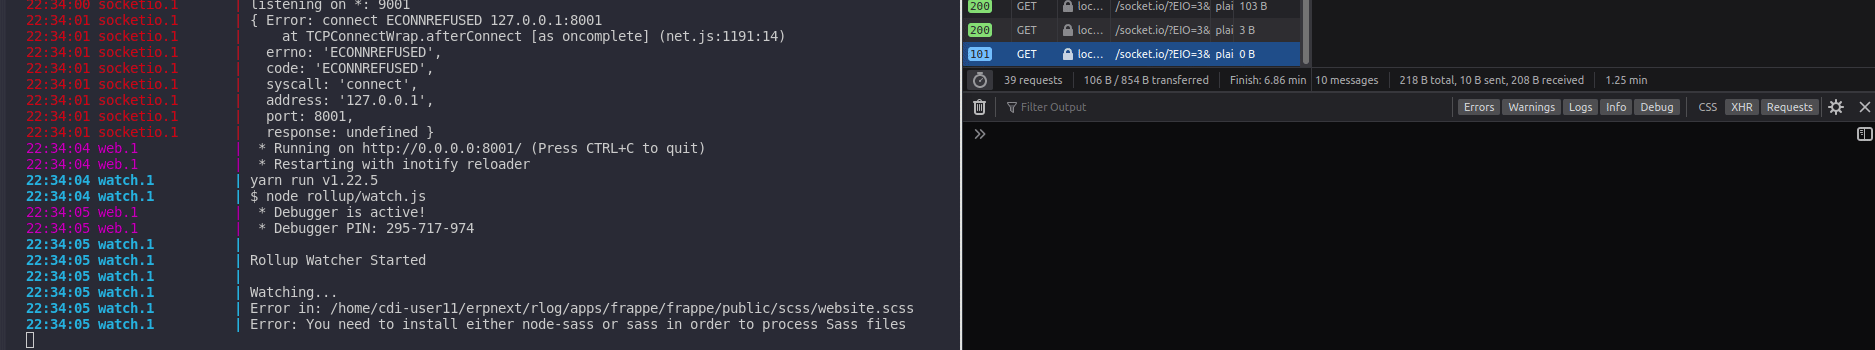 22:34:00 socketio.1 | listening on *: 9001
22:34:01 socketio.1 | { Error: connect ECONNREFUSED 127.0.0.1:8001
22:34:01 socketio.1 | at TCPConnectWrap.afterConnect [as oncomplete] (net.js:1191:14)
22:34:01 socketio.1 | errno: 'ECONNREFUSED',
22:34:01 socketio.1 | code: 'ECONNREFUSED',
22:34:01 socketio.1 | syscall: 'connect',
22:34:01 socketio.1 | address: '127.0.0.1',
22:34:01 socketio.1 | port: 8001,
22:34:01 socketio.1 | response: undefined }
22:34:04 web.1 | * Running on http://0.0.0.0:8001/ (Press CTRL+C to quit)
22:34:04 web.1 | * Restarting with inotify reloader
22:34:04 watch.1 | yarn run v1.22.5
22:34:04 watch.1 | $ node rollup/watch.js
22:34:05 web.1 | * Debugger is active!
22:34:05 web.1 | * Debugger PIN: 295-717-974
22:34:05 watch.1 |
22:34:05 watch.1 | Rollup Watcher Started
22:34:05 watch.1 |
22:34:05 watch.1 | Watching...
22:34:05 watch.1 | Error in: /home/cdi-user11/erpnext/rlog/apps/frappe/frappe/public/scss/website.scss
22:34:05 watch.1 | Error: You need to install either node-sass or sass in order to process Sass files
200 GET loc... /socket.io/?EIO=3& plai 103 B
200 GET loc... /socket.io/?EIO=3& plai 3 B
101 GET loc... /socket.io/?EIO=3& plai 0 B
39 requests 106 B / 854 B transferred Finish: 6.86 min 10 messages 218 B total, 10 B sent, 208 B received 1.25 min
Filter Output Errors Warnings Logs Info Debug CSS XHR Requests